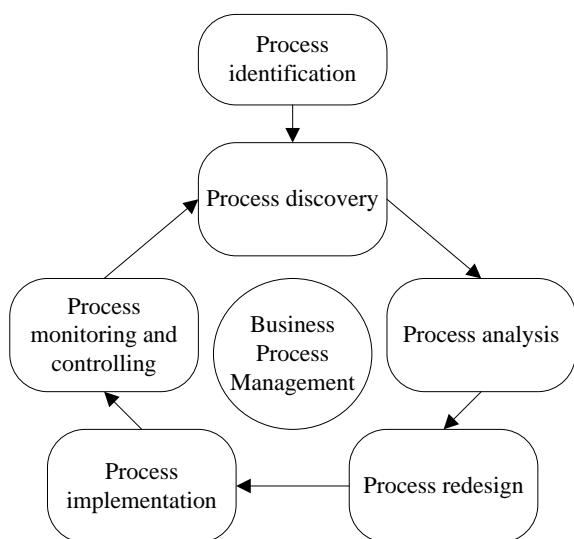 Process
identification
Process discovery
Process
monitoring and
controlling
Business
Process
Management
Process analysis
Process
implementation
Process redesign